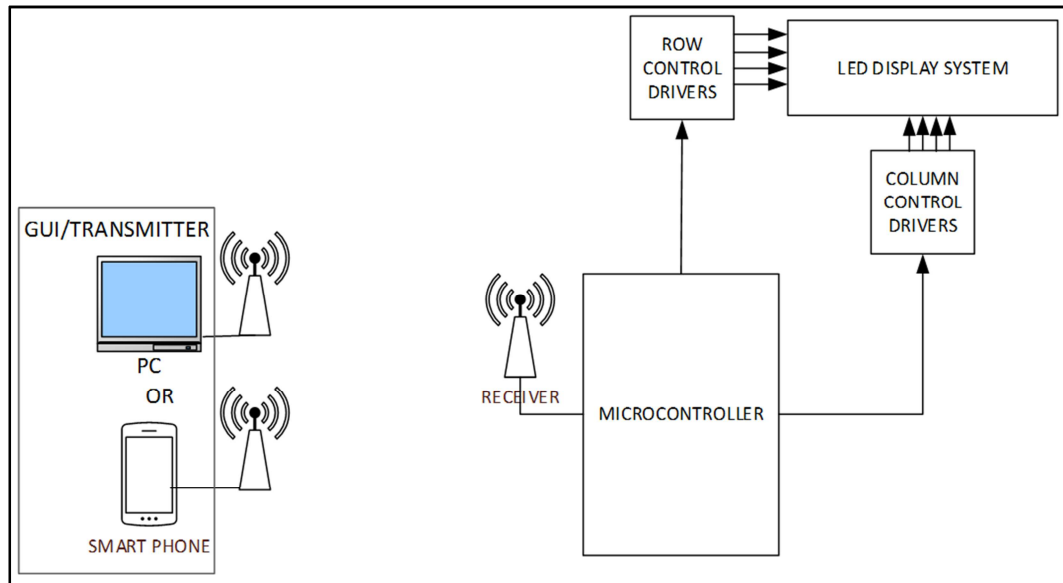 GUI/TRANSMITTER
PC
OR
SMART PHONE
RECEIVER
MICROCONTROLLER
ROW
CONTROL
DRIVERS
LED DISPLAY SYSTEM
COLUMN
CONTROL
DRIVERS